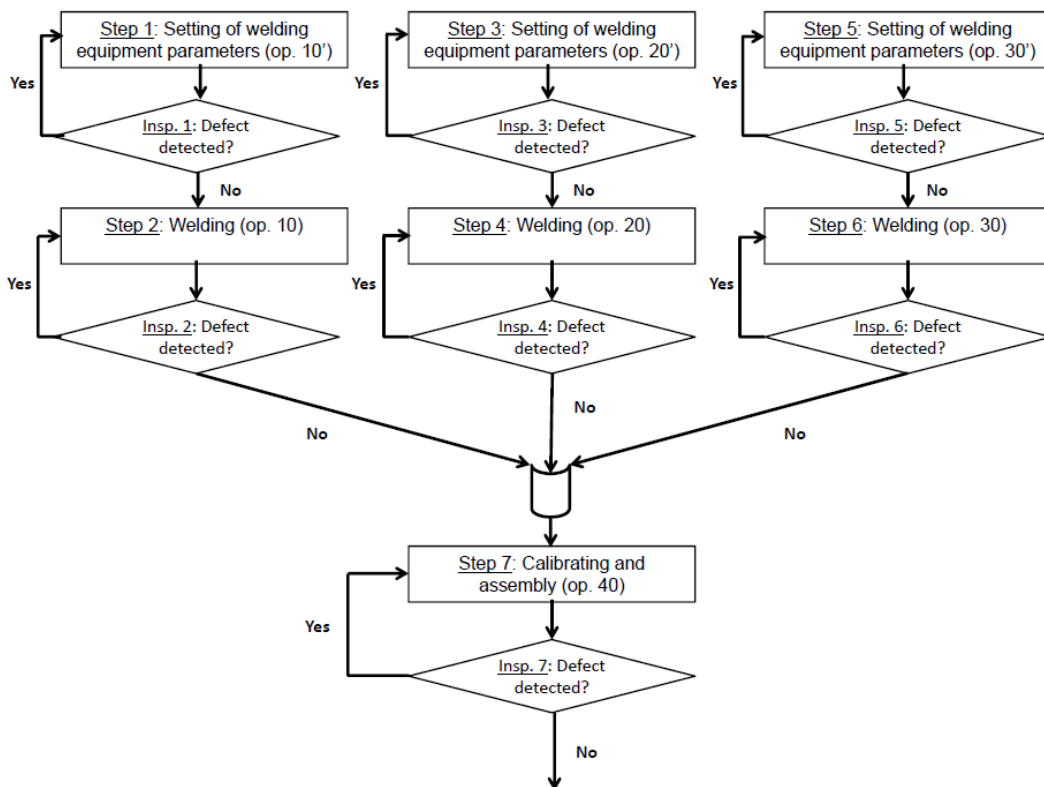 Step 1: Setting of welding
equipment parameters (op. 10’)
Step 3: Setting of welding
equipment parameters (op. 20’)
Step 5: Setting of welding
equipment parameters (op. 30’)
Yes
Yes
Yes
Insp. 1: Defect
detected?
Insp. 3: Defect
detected?
Insp. 5: Defect
detected?
No
No
No
Step 2: Welding (op. 10)
Step 4: Welding (op. 20)
Step 6: Welding (op. 30)
Yes
Yes
Yes
Insp. 2: Defect
detected?
Insp. 4: Defect
detected?
Insp. 6: Defect
detected?
No
No
No
Step 7: Calibrating and
assembly (op. 40)
Yes
Insp. 7: Defect
detected?
No